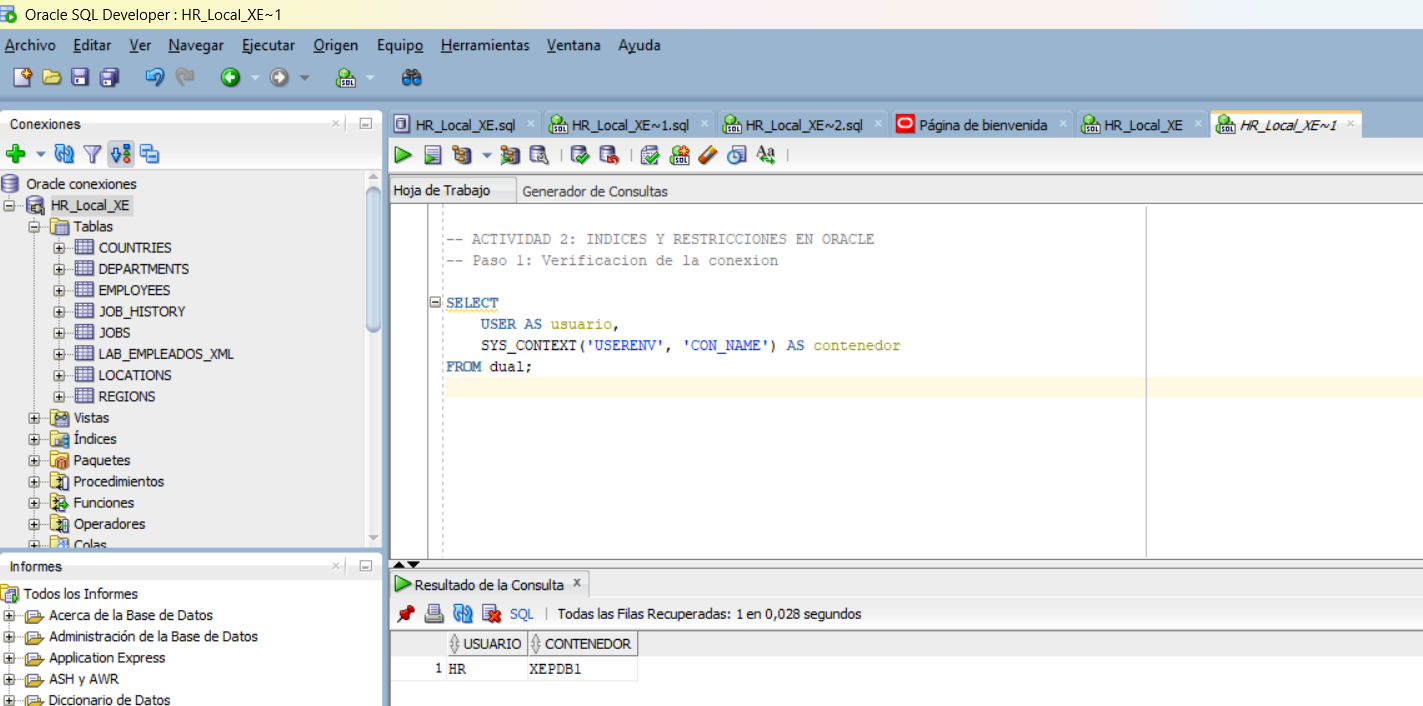 Oracle SQL Developer : HR_Local_XE~1
Archivo Editar Ver Navegar Ejecutar Origen Equipo Herramientas Ventana Ayuda
Conexiones
Oracle conexiones
HR_Local_XE
Tablas
COUNTRIES
DEPARTMENTS
EMPLOYEES
JOB_HISTORY
JOBS
LAB_EMPLEADOS_XML
LOCATIONS
REGIONS
Vistas
Índices
Paquetes
Procedimientos
Funciones
Operadores
Colas
Informes
Todos los Informes
Acerca de la Base de Datos
Administración de la Base de Datos
Application Express
ASH y AWR
Diccionario de Datos
HR_Local_XE.sql HR_Local_XE~1.sql HR_Local_XE~2.sql Página de bienvenida HR_Local_XE HR_Local_XE~1
Hoja de Trabajo Generador de Consultas
-- ACTIVIDAD 2: INDICES Y RESTRICCIONES EN ORACLE
-- Paso 1: Verificacion de la conexion
SELECT
USER AS usuario,
SYS_CONTEXT('USERENV', 'CON_NAME') AS contenedor
FROM dual;
Resultado de la Consulta
SQL | Todas las Filas Recuperadas: 1 en 0,028 segundos
USUARIO CONTENEDOR
1 HR XEPDB1